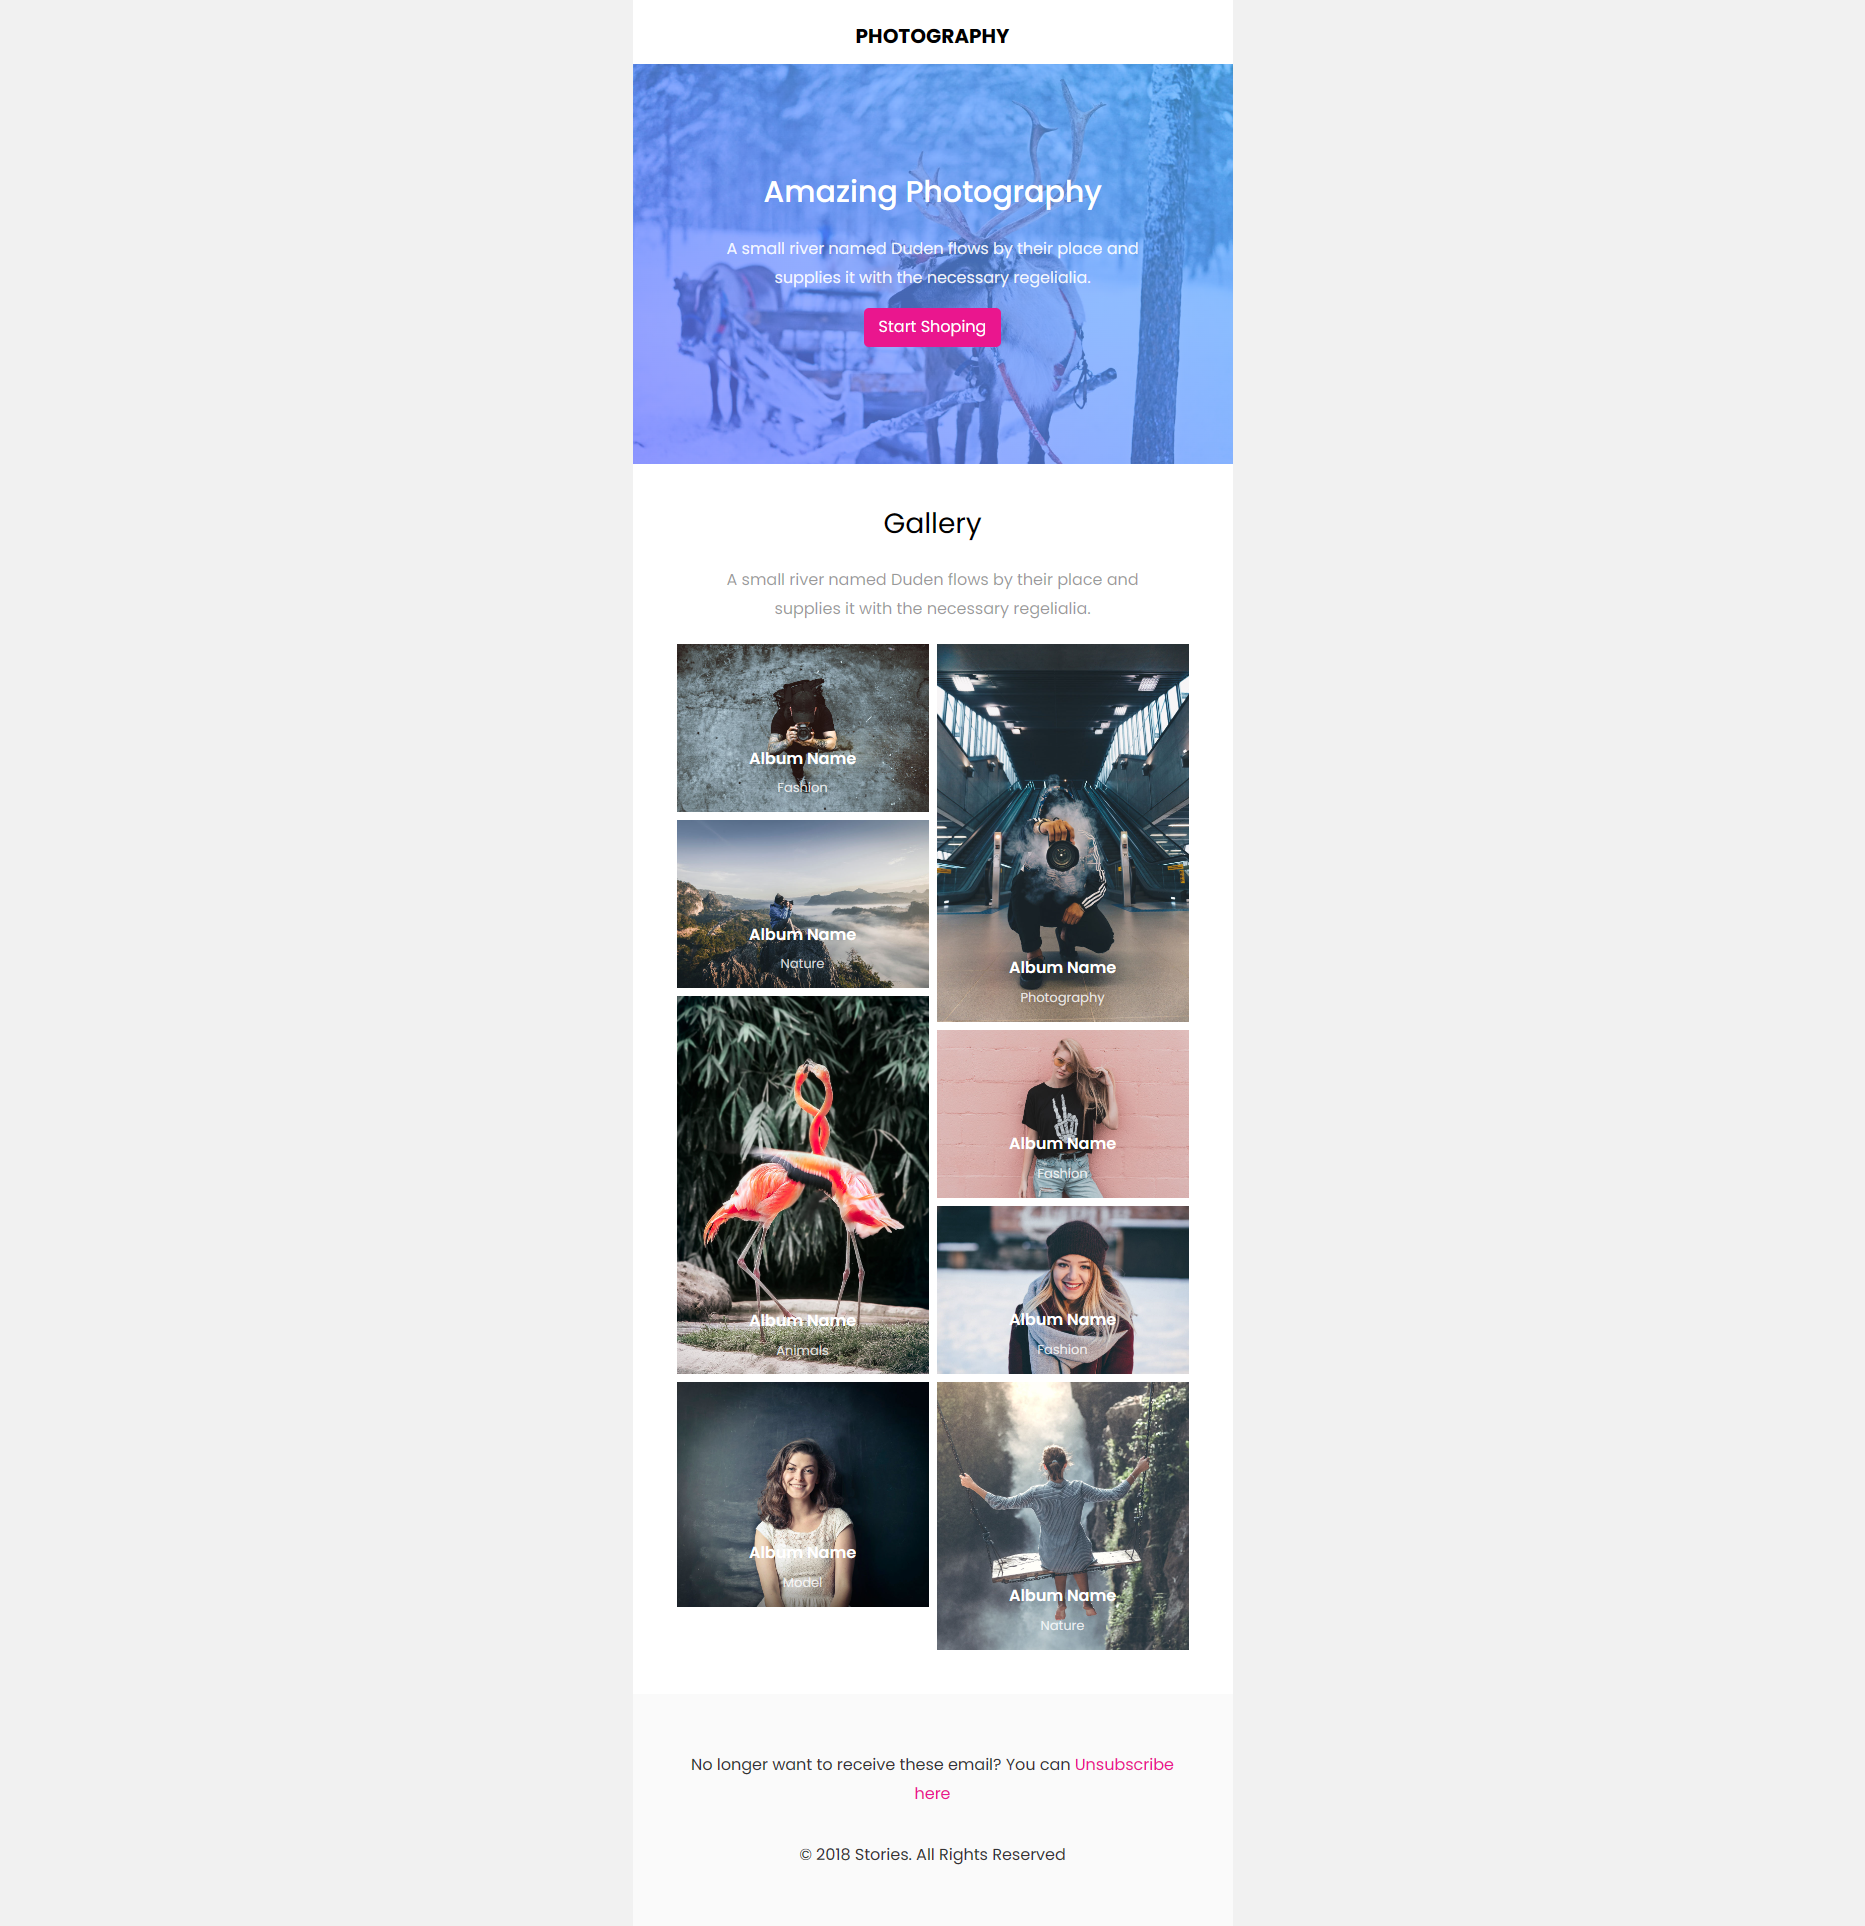 PHOTOGRAPHY
Amazing Photography
A small river named Duden flows by their place and
supplies it with the necessary regelialia.
Start Shoping
Gallery
A small river named Duden flows by their place and
supplies it with the necessary regelialia.
Album Name
Fashion
Album Name
Nature
Album Name
Animals
Album Name
Model
Album Name
Photography
Album Name
Fashion
Album Name
Fashion
Album Name
Nature
No longer want to receive these email? You can Unsubscribe
here
© 2018 Stories. All Rights Reserved